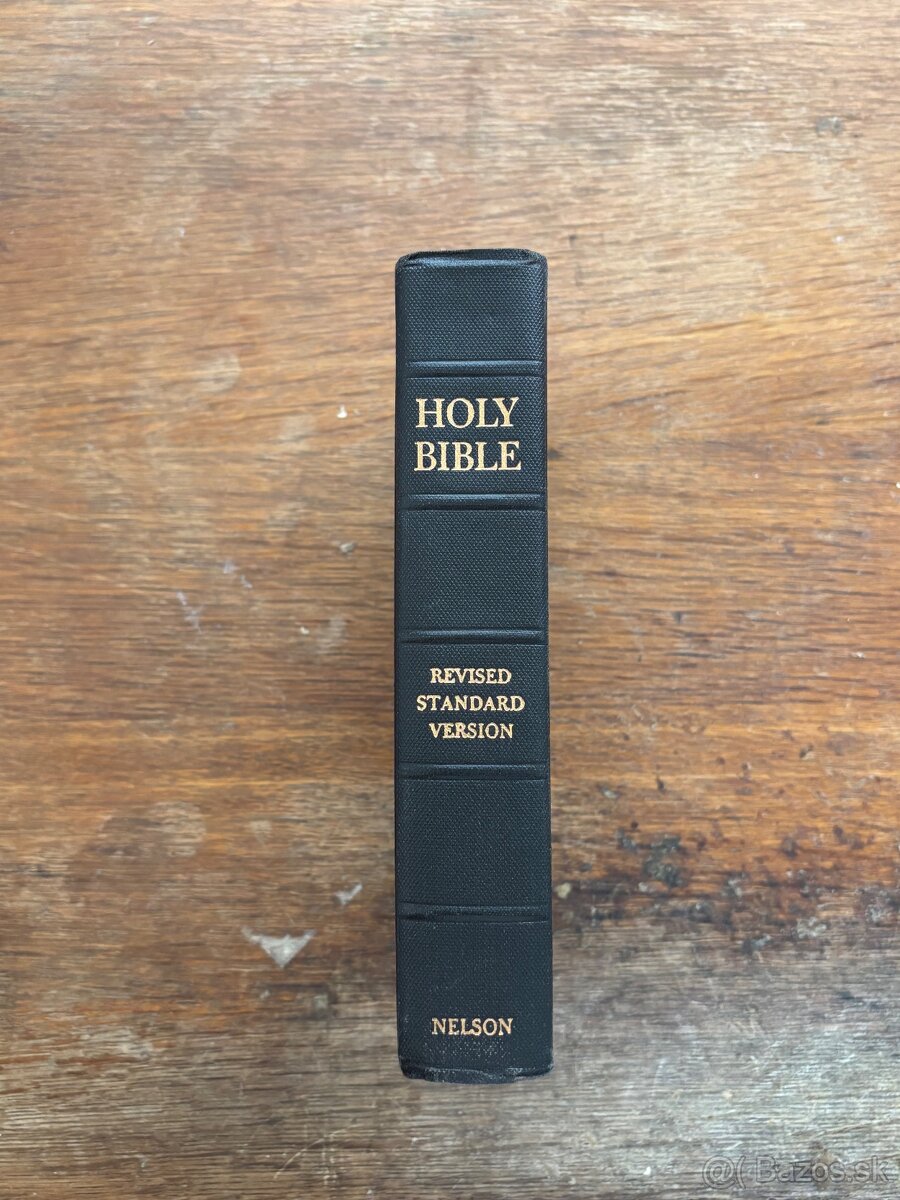 HOLY
BIBLE
REVISED
STANDARD
VERSION
NELSON
@( Bazos.sk